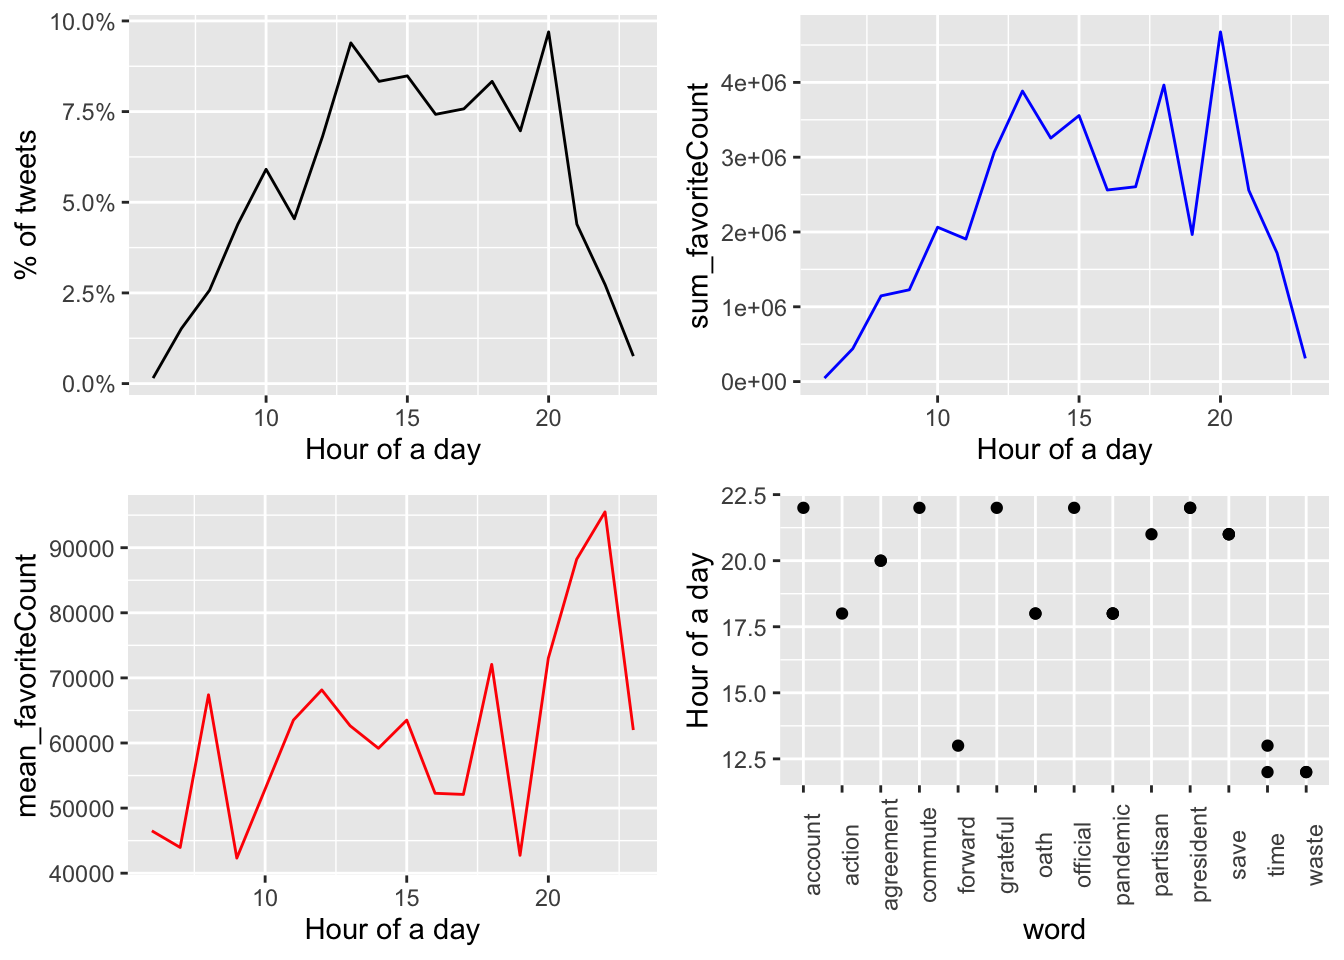 10.0%
7.5%
5.0%
2.5%
0.0%
% of tweets
10 15 20
Hour of a day
4e+06
3e+06
2e+06
1e+06
0e+00
sum_favoriteCount
10 15 20
Hour of a day
90000
80000
70000
60000
50000
40000
mean_favoriteCount
10 15 20
Hour of a day
22.5
20.0
17.5
15.0
12.5
Hour of a day
account
action
agreement
commute
forward
grateful
oath
official
pandemic
partisan
president
save
time
waste
word